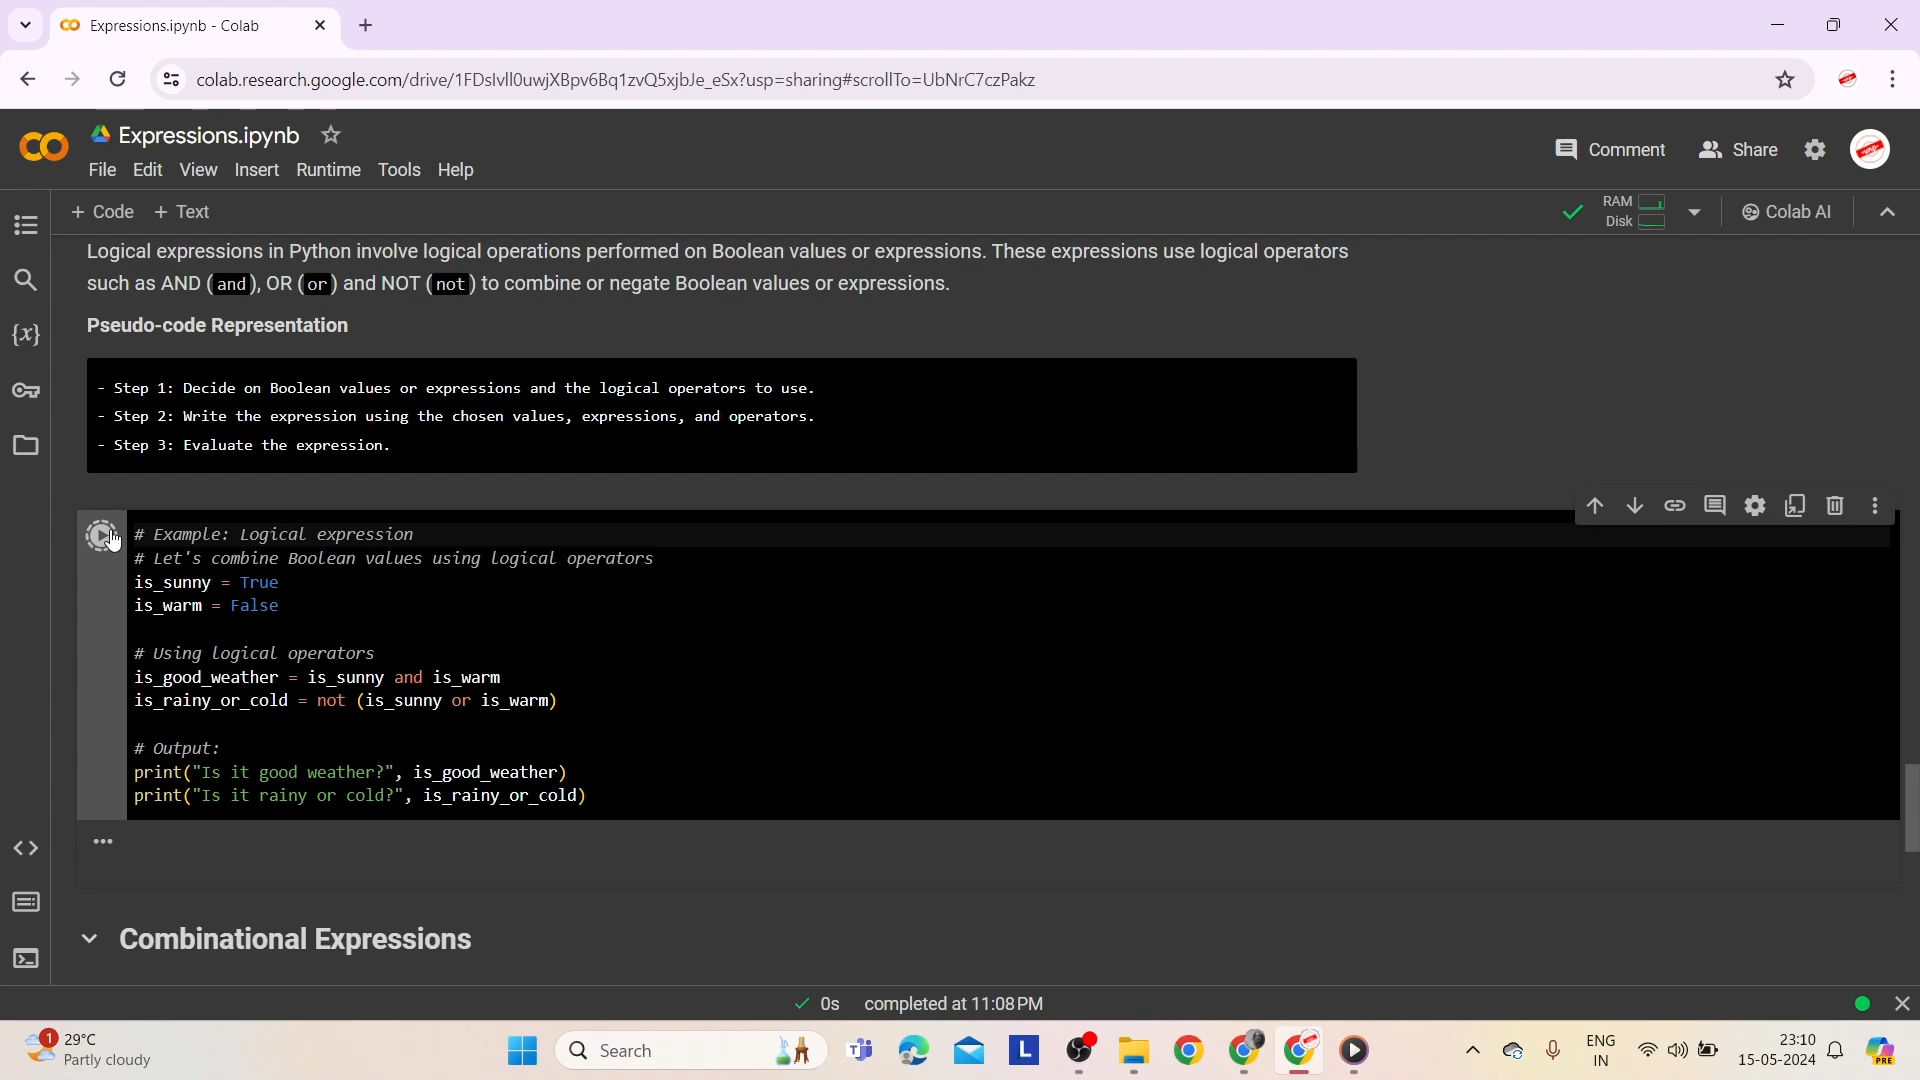 Expressions.ipynb - Colab
colab.research.google.com/drive/1FDsIvll0uwjXBpv6Bq1zvQ5xjbJe_eSx?usp=sharing#scrollTo=UbNrC7czPakz
Expressions.ipynb
Comment
Share
File Edit View Insert Runtime Tools Help
+ Code + Text
RAM
Disk
Colab AI
Logical expressions in Python involve logical operations performed on Boolean values or expressions. These expressions use logical operators
such as AND (and), OR (or) and NOT (not) to combine or negate Boolean values or expressions.
Pseudo-code Representation
- Step 1: Decide on Boolean values or expressions and the logical operators to use.
- Step 2: Write the expression using the chosen values, expressions, and operators.
- Step 3: Evaluate the expression.
# Example: Logical expression
# Let's combine Boolean values using logical operators
is_sunny = True
is_warm = False
# Using logical operators
is_good_weather = is_sunny and is_warm
is_rainy_or_cold = not (is_sunny or is_warm)
# Output:
print("Is it good weather?", is_good_weather)
print("Is it rainy or cold?", is_rainy_or_cold)
Combinational Expressions
0s completed at 11:08 PM
1
29°C
Partly cloudy
Search
L
ENG
IN
23:10
15-05-2024
PRE